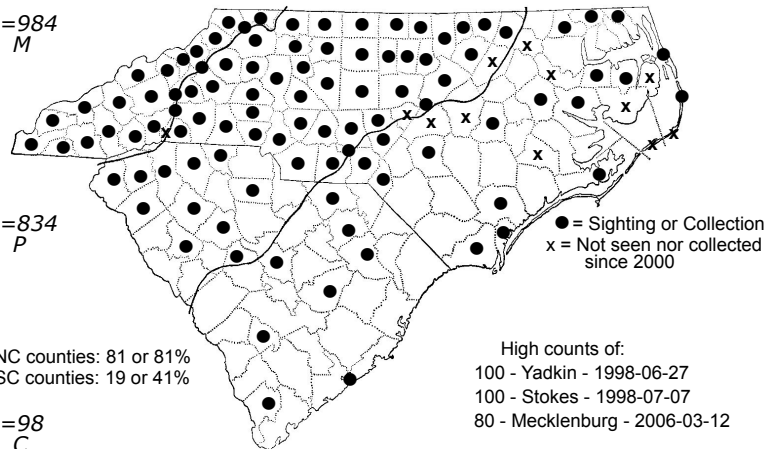 =984
M
=834
P
● = Sighting or Collection
x = Not seen nor collected
since 2000
NC counties: 81 or 81%
SC counties: 19 or 41%
High counts of:
100 - Yadkin - 1998-06-27
100 - Stokes - 1998-07-07
80 - Mecklenburg - 2006-03-12
=98
C